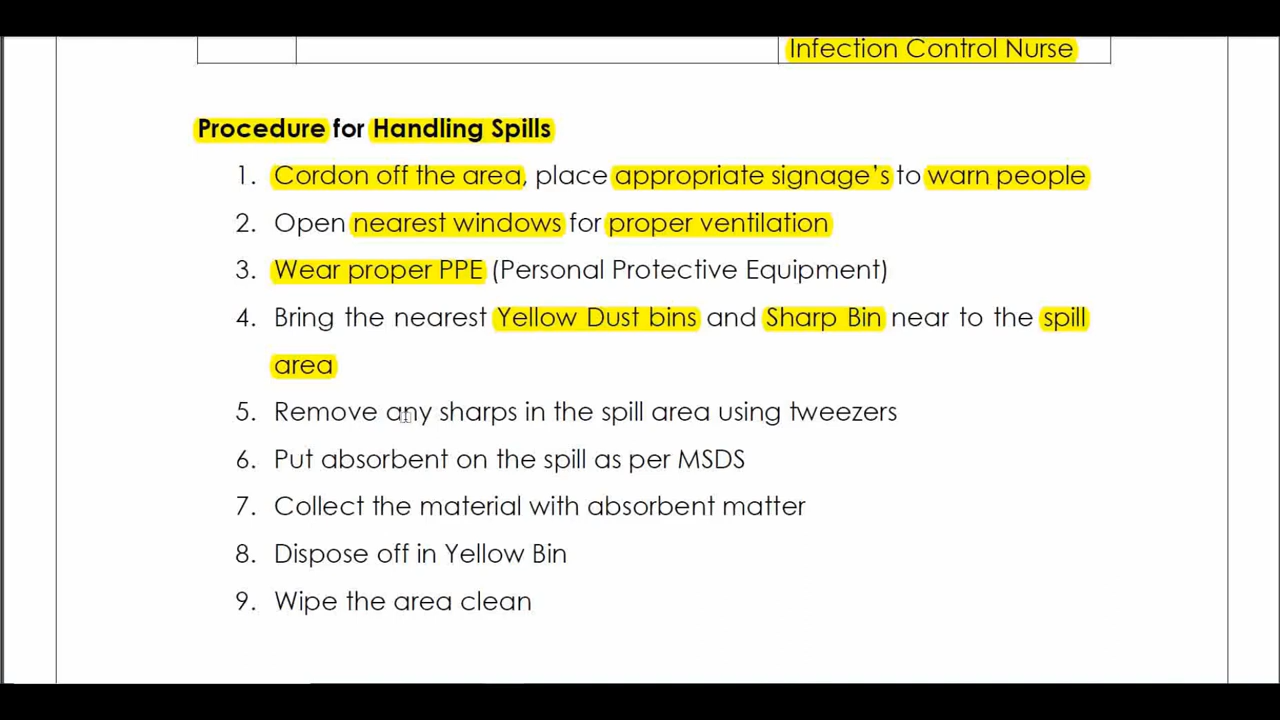 Infection Control Nurse
Procedure for Handling Spills
1. Cordon off the area, place appropriate signage’s to warn people
2. Open nearest windows for proper ventilation
3. Wear proper PPE (Personal Protective Equipment)
4. Bring the nearest Yellow Dust bins and Sharp Bin near to the spill
area
5. Remove any sharps in the spill area using tweezers
6. Put absorbent on the spill as per MSDS
7. Collect the material with absorbent matter
8. Dispose off in Yellow Bin
9. Wipe the area clean